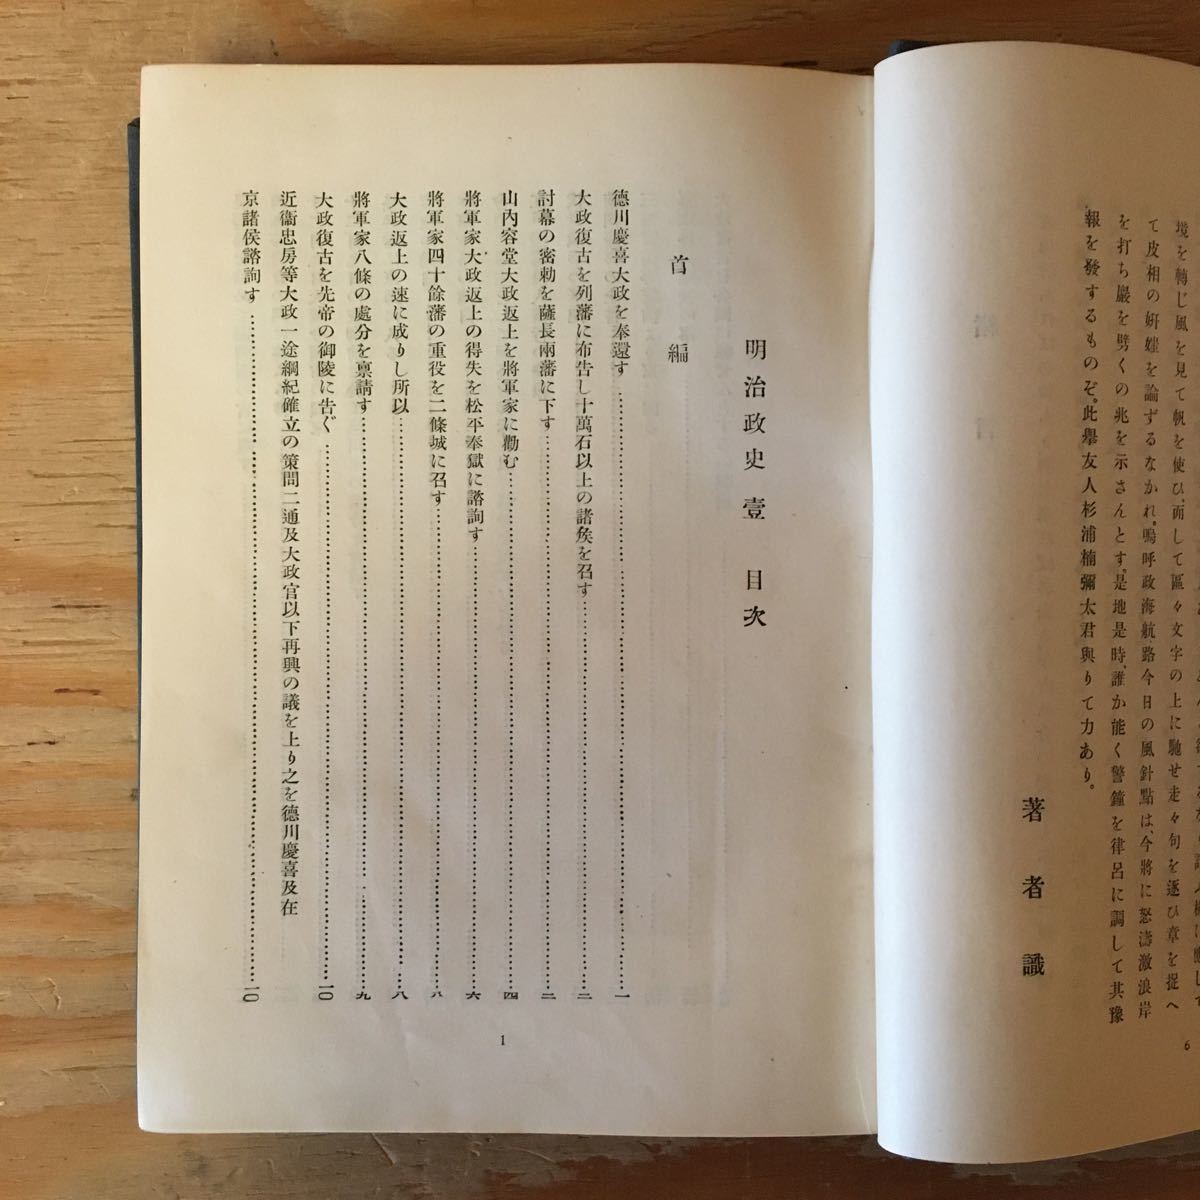 境を轉じ風を見て帆を使ひ、而して區々文字の上に馳せ走々句を逐ひ章を捉へ
て皮相の姸媸を論ずるなかれ。嗚呼政海航路今日の風針點は、今將に怒濤激浪岸
を打ち巖を劈くの兆を示さんとす。是地是時、誰か能く警鐘を律呂に調して其豫
報を發するものぞ。此擧友人杉浦楠彌太君與りて力あり。
著者識
6
明治政史 壹 目次
首編
德川慶喜大政を奉還す……一
大政復古を列藩に布告し十萬石以上の諸矦を召す……二
討幕の密勅を薩長兩藩に下す……二
山內容堂大政返上を將軍家に勸む……四
將軍家大政返上の得失を松平奉獄に諮詢す……六
將軍家四十餘藩の重役を二條城に召す……八
大政返上の速に成りし所以……八
將軍家八條の處分を稟請す……九
大政復古を先帝の御陵に告ぐ……一〇
近衞忠房等大政一途綱紀確立の策問二通及大政官以下再興の議を上り之を德川慶喜及在
京諸侯諮詢す……一〇
1